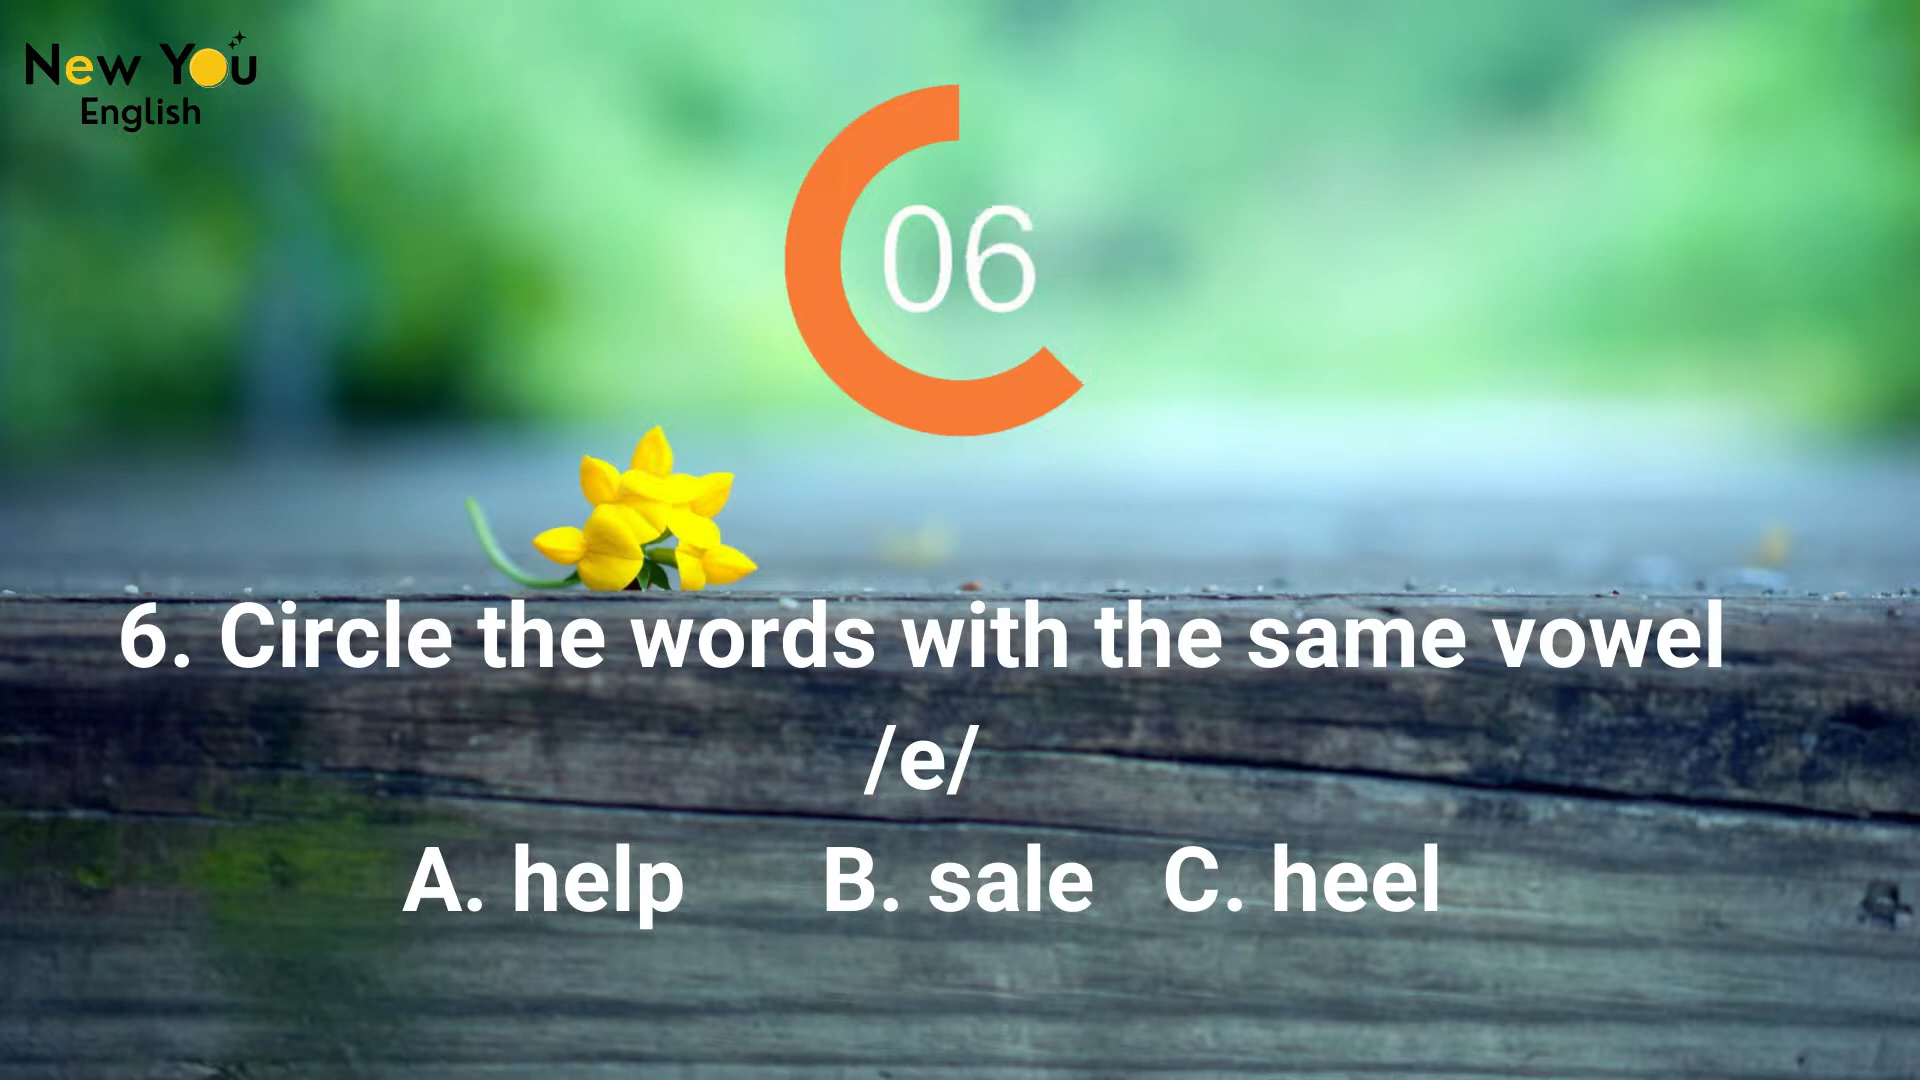 New You
English
06
6. Circle the words with the same vowel
/e/
A. help B. sale C. heel